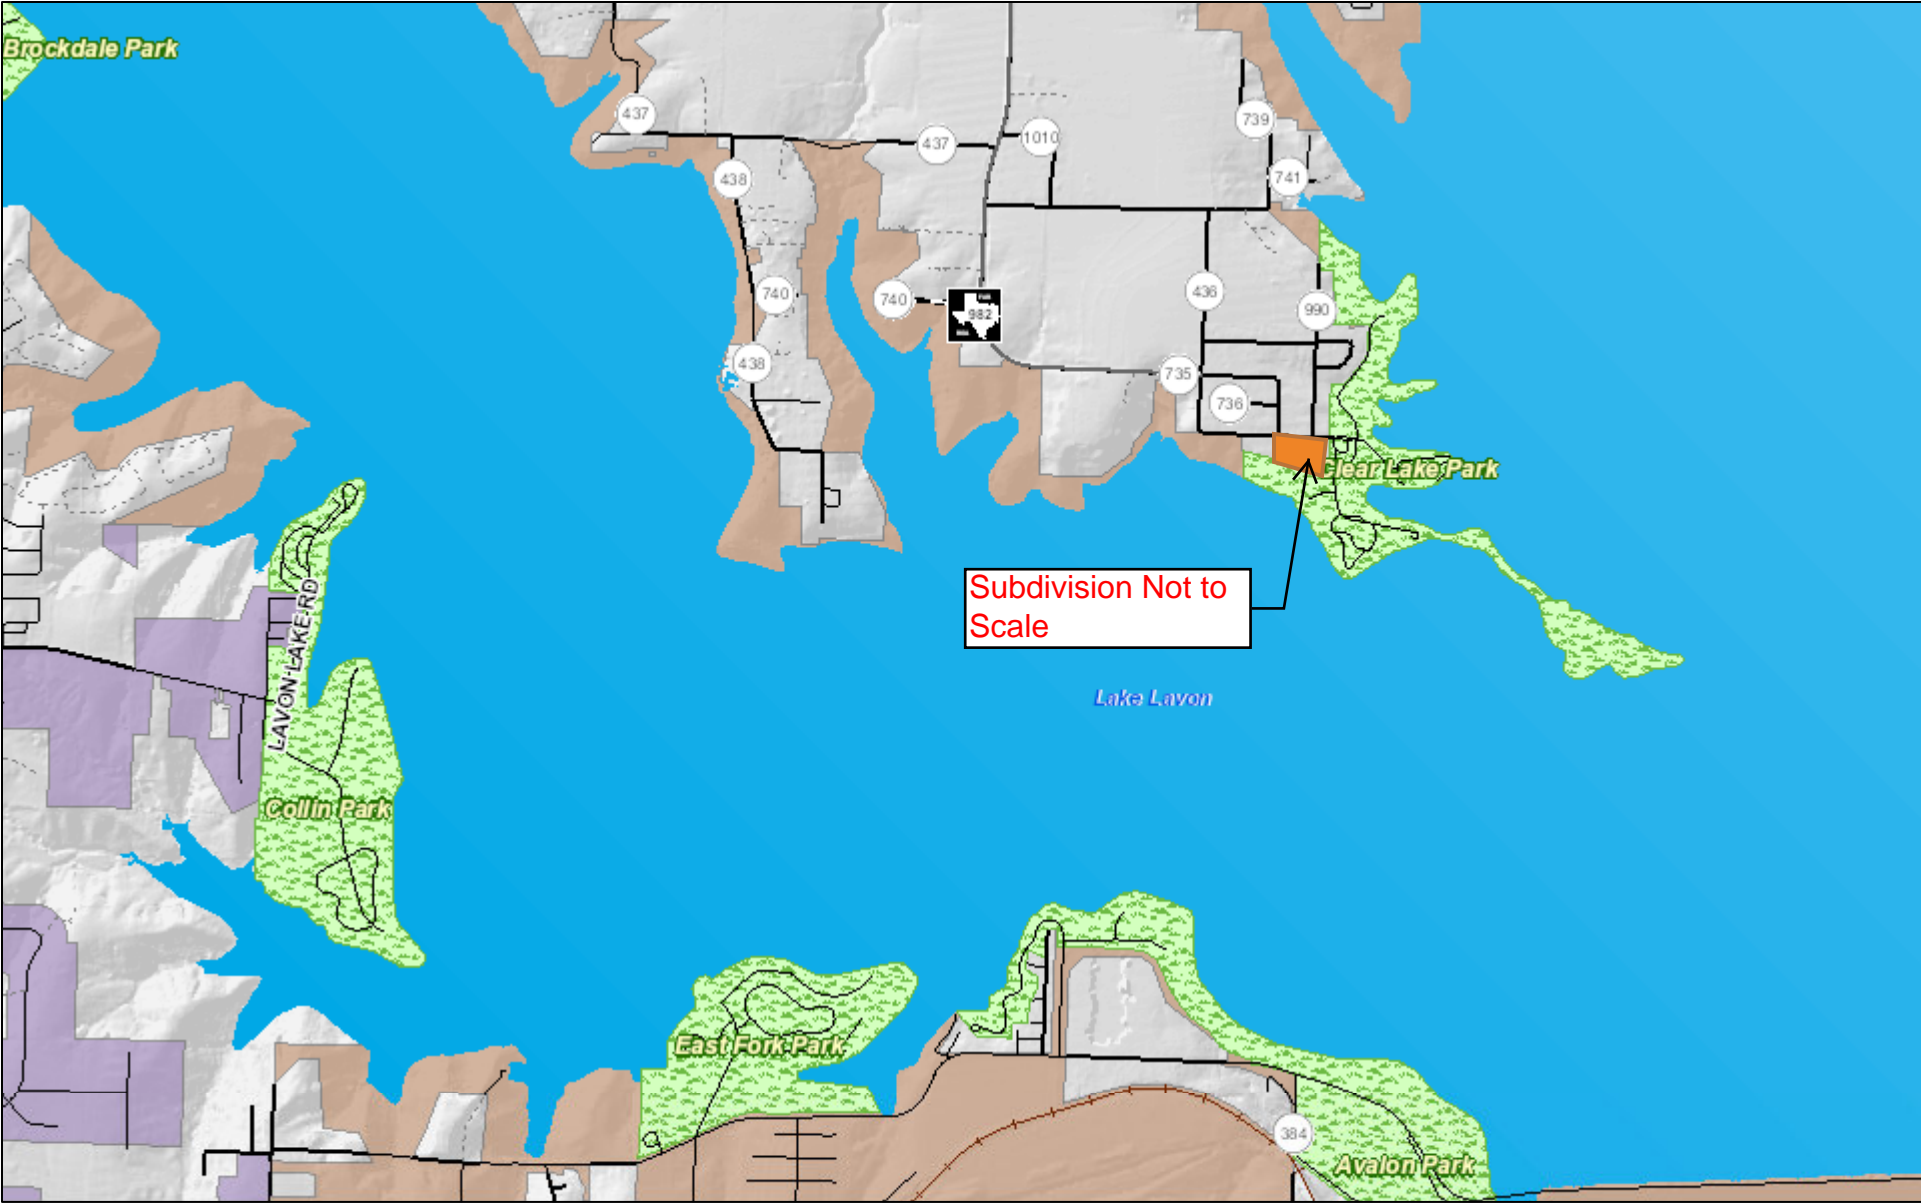 Brockdale Park
437
739
1010
437
741
438
740
740
436
990
982
438
735
736
Clear Lake Park
Subdivision Not to
Scale
LAVON LAKE RD
Lake Lavon
Collin Park
East Fork Park
384
Avalon Park